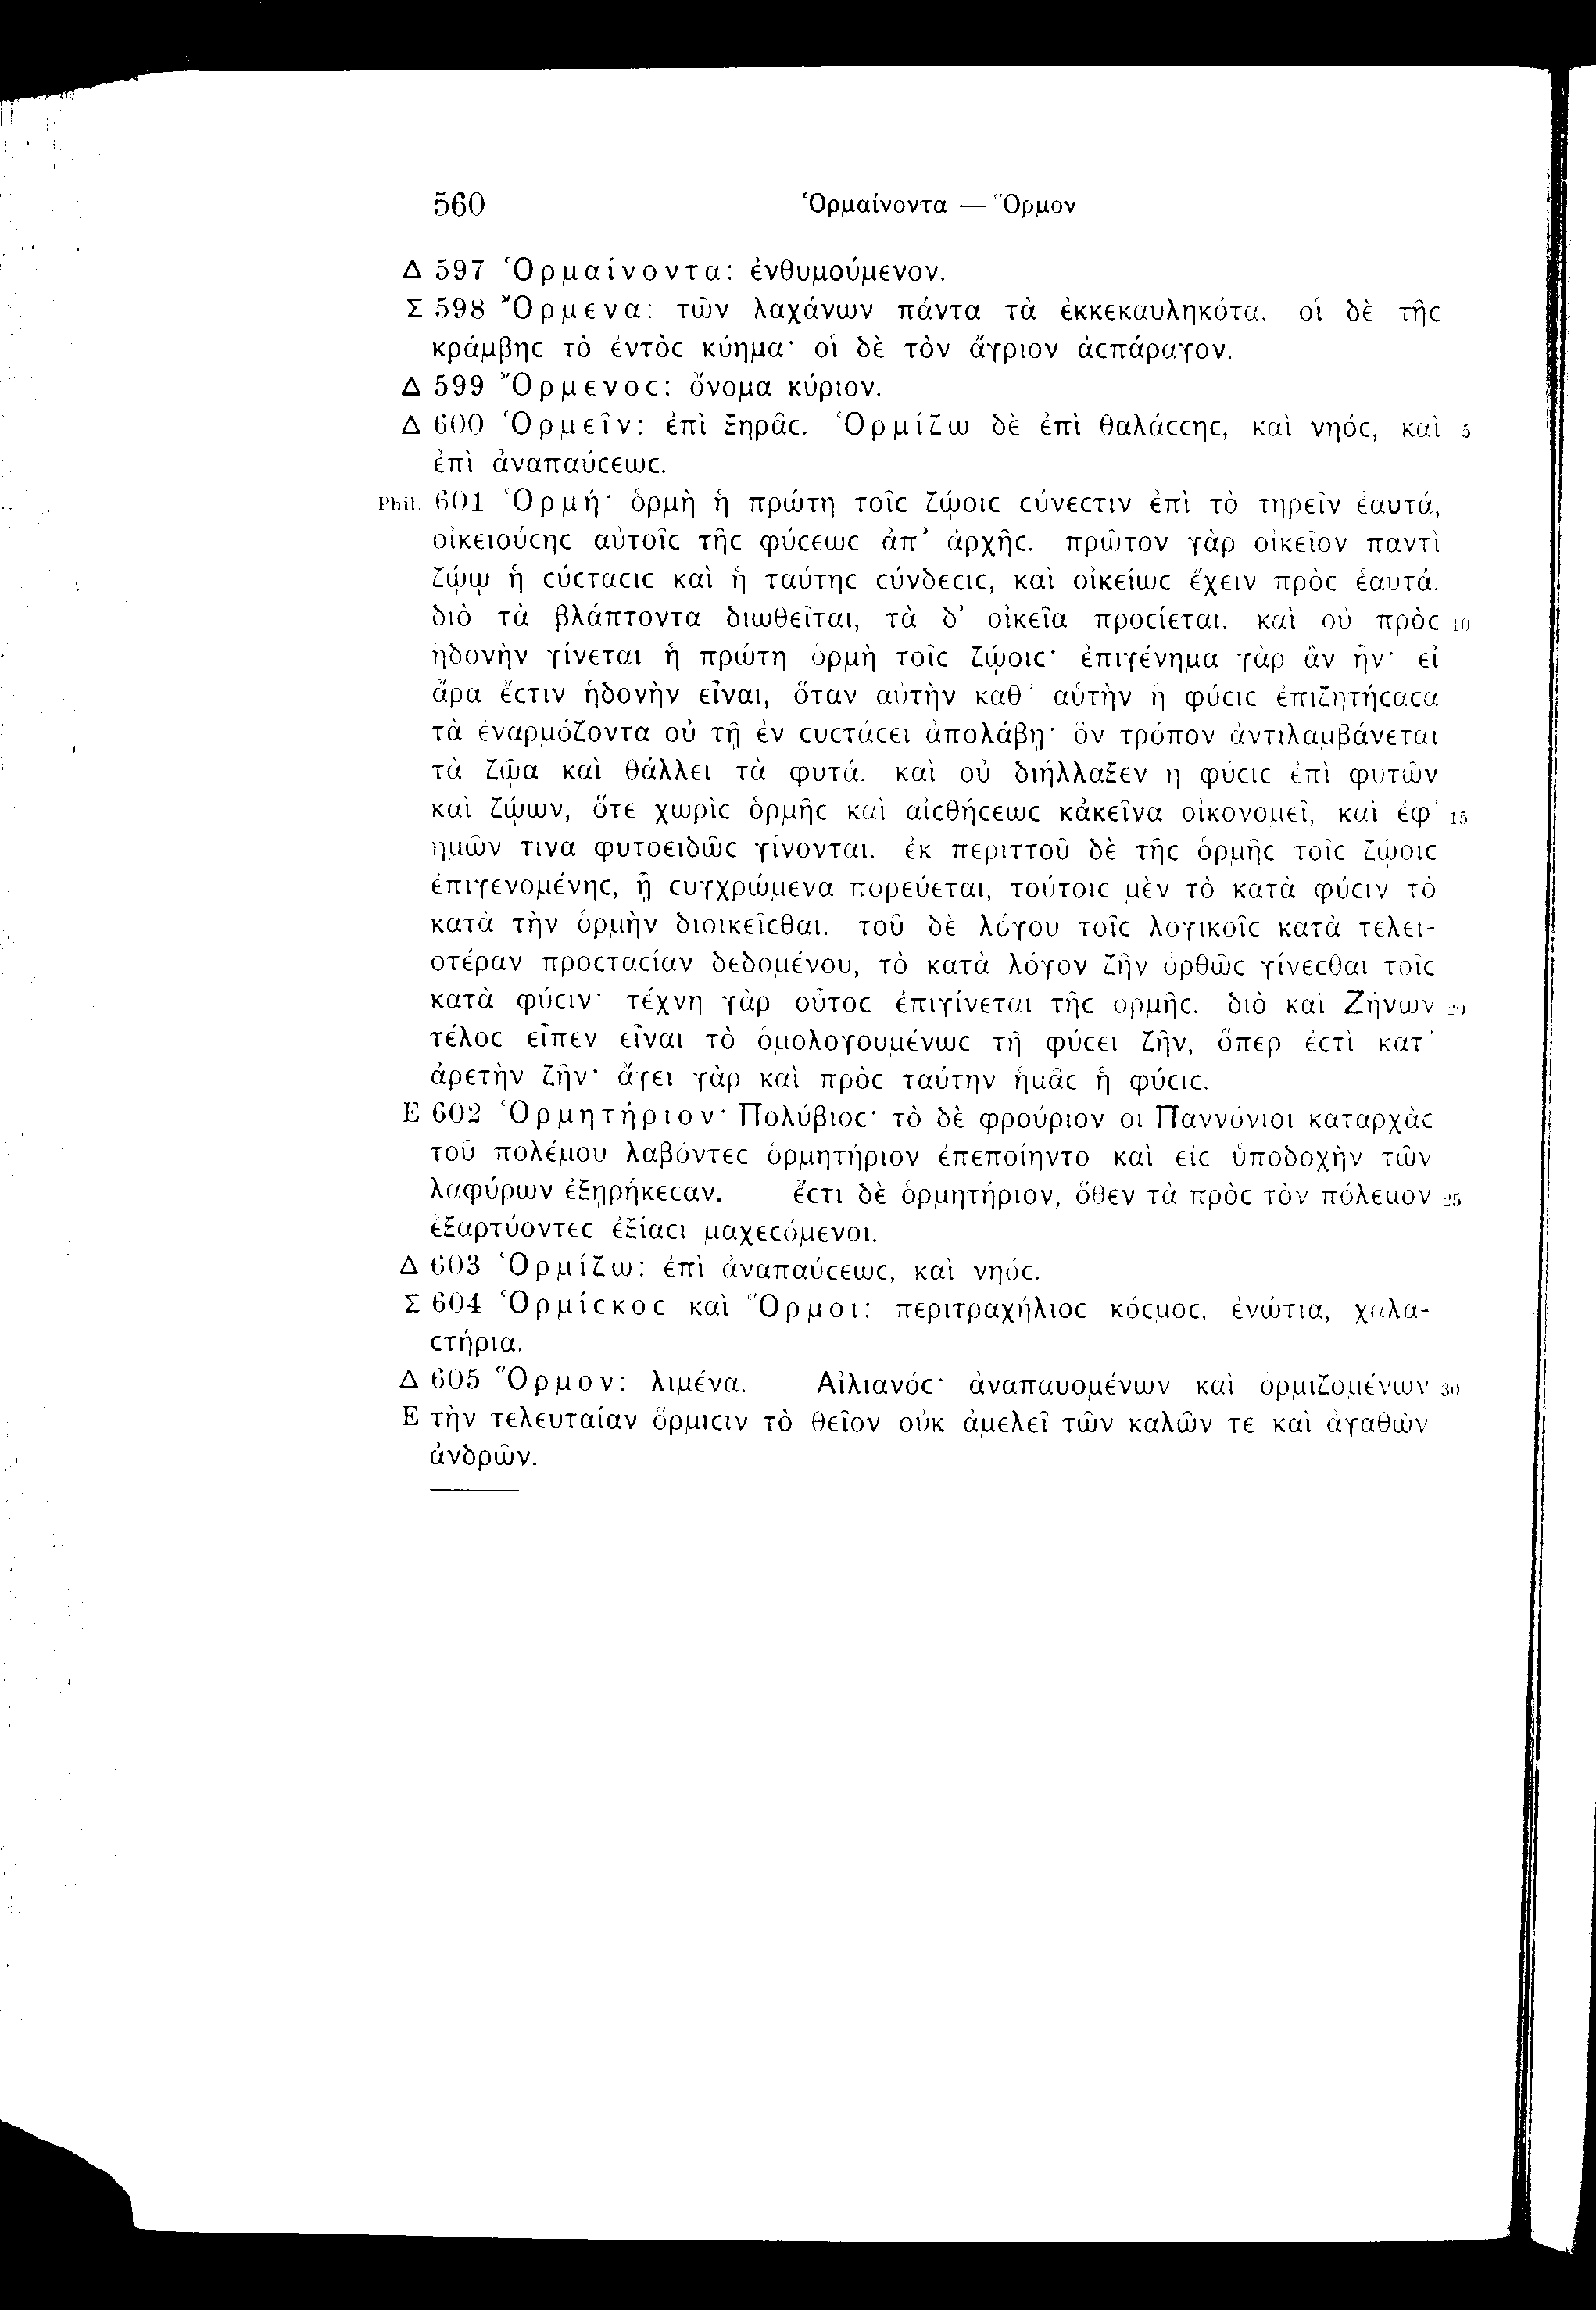 560 Ὁρμαίνοντα — Ὅρμον
Δ 597 Ὁρμαίνοντα: ἐνθυμούμενον.
Σ 598 Ὄρμενα: τῶν λαχάνων πάντα τὰ ἐκκεκαυληκότα. οἱ δὲ τῆϲ
κράμβηϲ τὸ ἐντὸϲ κύημα· οἱ δὲ τὸν ἄγριον ἀϲπάραγον.
Δ 599 Ὄρμενοϲ: ὄνομα κύριον.
Δ 600 Ὁρμεῖν: ἐπὶ ξηρᾶϲ. Ὁρμίζω δὲ ἐπὶ θαλάϲϲηϲ, καὶ νηόϲ, καὶ 5
ἐπὶ ἀναπαύϲεωϲ.
Phil. 601 Ὁρμή· ὁρμὴ ἡ πρώτη τοῖϲ ζῴοιϲ ϲύνεϲτιν ἐπὶ τὸ τηρεῖν ἑαυτά,
οἰκειούϲηϲ αὐτοῖϲ τῆϲ φύϲεωϲ ἀπ’ ἀρχῆϲ. πρῶτον γὰρ οἰκεῖον παντὶ
ζῴῳ ἡ ϲύϲταϲιϲ καὶ ἡ ταύτηϲ ϲύνδεϲιϲ, καὶ οἰκείωϲ ἔχειν πρὸϲ ἑαυτά.
διὸ τὰ βλάπτοντα διωθεῖται, τὰ δ’ οἰκεῖα προϲίεται. καὶ οὐ πρὸϲ 10
ἡδονὴν γίνεται ἡ πρώτη ὁρμὴ τοῖϲ ζῴοιϲ· ἐπιγένημα γὰρ ἂν ἦν· εἰ
ἄρα ἔϲτιν ἡδονὴν εἶναι, ὅταν αὐτὴν καθ’ αὑτὴν ἡ φύϲιϲ ἐπιζητήϲαϲα
τὰ ἐναρμόζοντα οὐ τῇ ἐν ϲυϲτάϲει ἀπολάβῃ· ὃν τρόπον ἀντιλαμβάνεται
τὰ ζῷα καὶ θάλλει τὰ φυτά. καὶ οὐ διήλλαξεν ἡ φύϲιϲ ἐπὶ φυτῶν
καὶ ζῴων, ὅτε χωρὶϲ ὁρμῆϲ καὶ αἰϲθήϲεωϲ κἀκεῖνα οἰκονομεῖ, καὶ ἐφ’ 15
ἡμῶν τινα φυτοειδῶϲ γίνονται. ἐκ περιττοῦ δὲ τῆϲ ὁρμῆϲ τοῖϲ ζῴοιϲ
ἐπιγενομένηϲ, ᾗ ϲυγχρώμενα πορεύεται, τούτοιϲ μὲν τὸ κατὰ φύϲιν τὸ
κατὰ τὴν ὁρμὴν διοικεῖϲθαι. τοῦ δὲ λόγου τοῖϲ λογικοῖϲ κατὰ τελει-
οτέραν προϲταϲίαν δεδομένου, τὸ κατὰ λόγον ζῆν ὀρθῶϲ γίνεϲθαι τοῖϲ
κατὰ φύϲιν· τέχνη γὰρ οὗτοϲ ἐπιγίνεται τῆϲ ὁρμῆϲ. διὸ καὶ Ζήνων 20
τέλοϲ εἶπεν εἶναι τὸ ὁμολογουμένωϲ τῇ φύϲει ζῆν, ὅπερ ἐϲτὶ κατ’
ἀρετὴν ζῆν· ἄγει γὰρ καὶ πρὸϲ ταύτην ἡμᾶϲ ἡ φύϲιϲ.
E 602 Ὁρμητήριον· Πολύβιοϲ· τὸ δὲ φρούριον οἱ Παννόνιοι καταρχὰϲ
τοῦ πολέμου λαβόντεϲ ὁρμητήριον ἐπεποίηντο καὶ εἰϲ ὑποδοχὴν τῶν
λαφύρων ἐξῃρήκεϲαν. ἔϲτι δὲ ὁρμητήριον, ὅθεν τὰ πρὸϲ τὸν πόλεμον 25
ἐξαρτύοντεϲ ἐξίαϲι μαχεϲόμενοι.
Δ 603 Ὁρμίζω: ἐπὶ ἀναπαύϲεωϲ, καὶ νηόϲ.
Σ 604 Ὁρμίϲκοϲ καὶ Ὅρμοι: περιτραχήλιοϲ κόϲμοϲ, ἐνώτια, χαλα-
ϲτήρια.
Δ 605 Ὅρμον: λιμένα. Αἰλιανόϲ· ἀναπαυομένων καὶ ὁρμιζομένων 30
E τὴν τελευταίαν ὅρμιϲιν τὸ θεῖον οὐκ ἀμελεῖ τῶν καλῶν τε καὶ ἀγαθῶν
ἀνδρῶν.